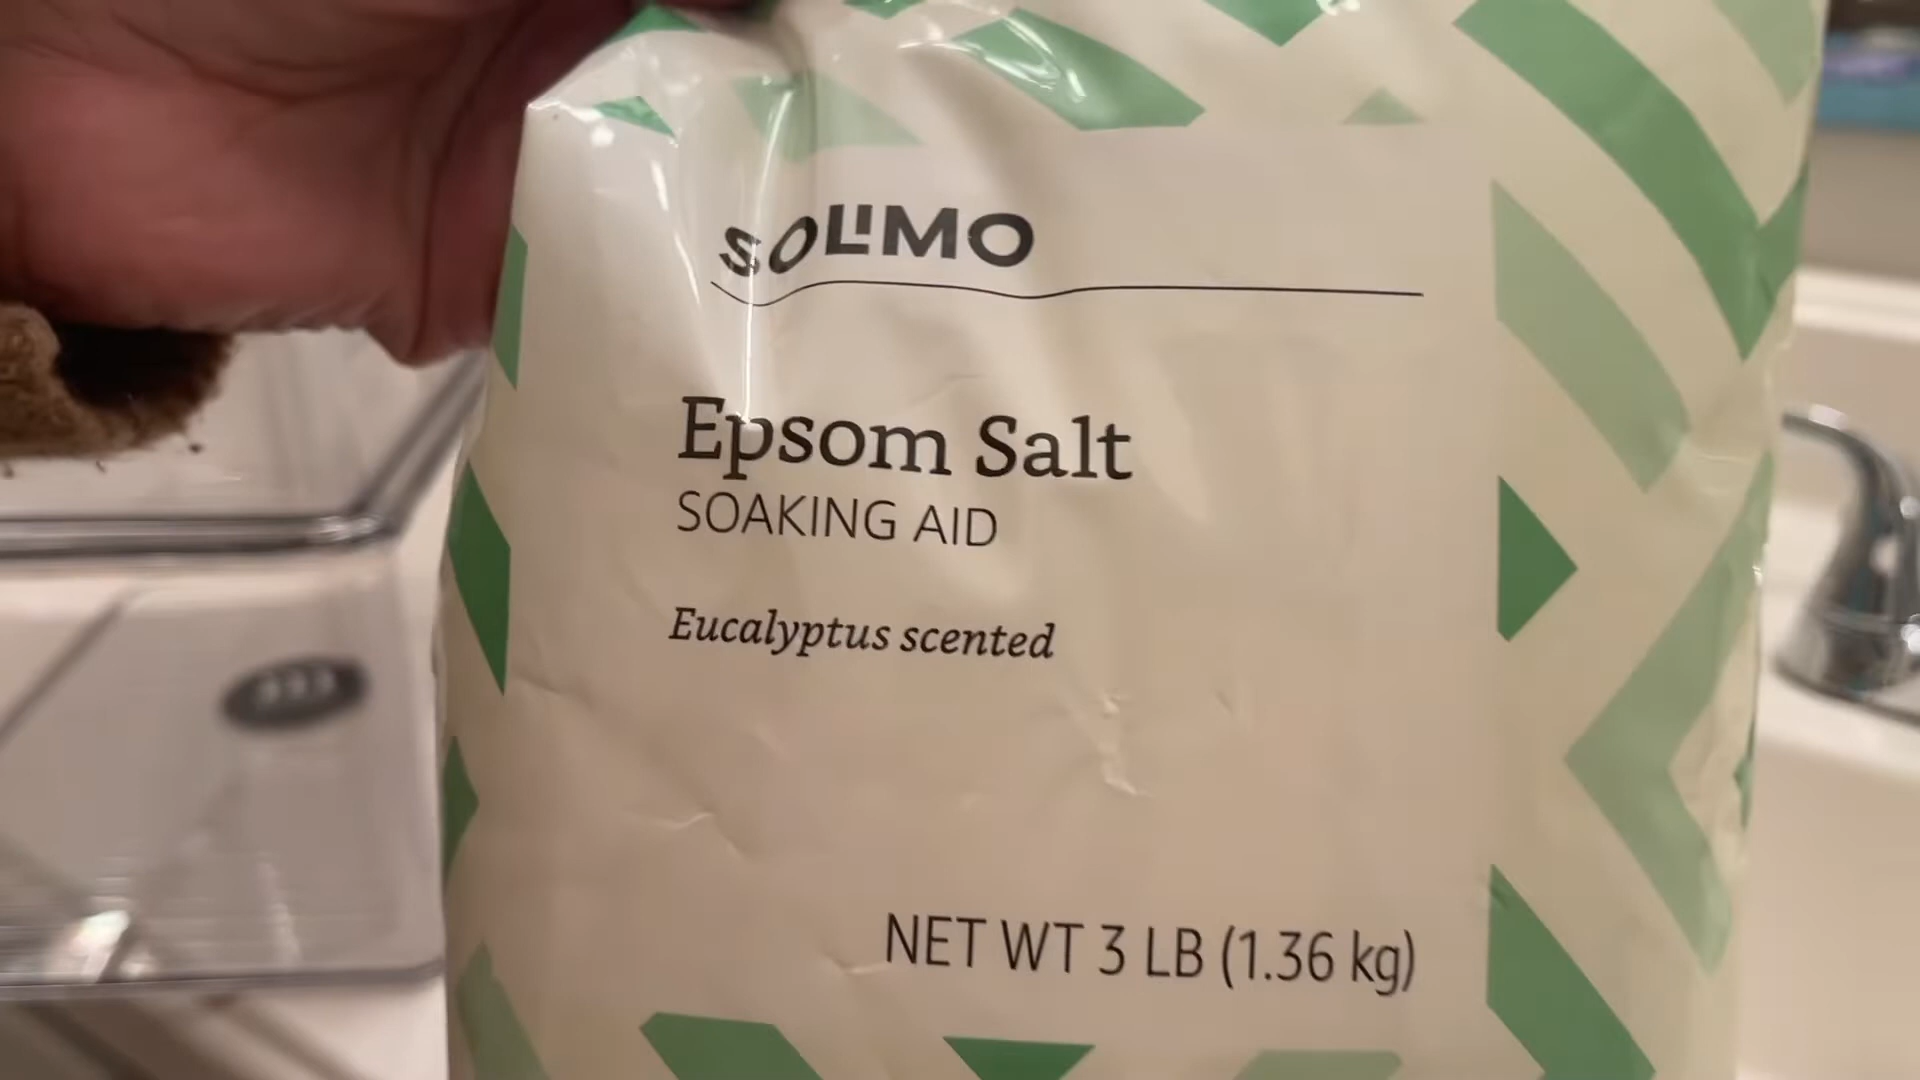 SOLIMO
Epsom Salt
SOAKING AID
Eucalyptus scented
NET WT 3 LB (1.36 kg)